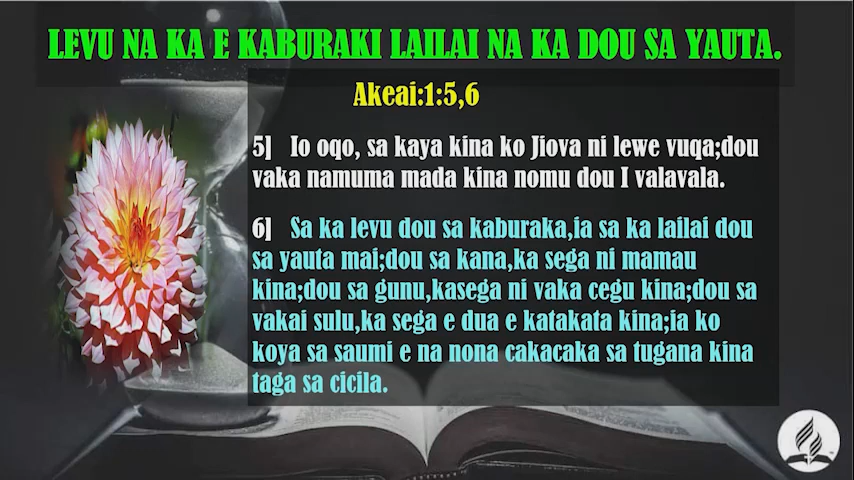 LEVU NA KA E KABURAKI LAILAI NA KA DOU SA YAUTA.
Akeai:1:5,6
5] Io oqo, sa kaya kina ko Jiova ni lewe vuqa;dou
vaka namuma mada kina nomu dou I valavala.
6] Sa ka levu dou sa kaburaka,ia sa ka lailai dou
sa yauta mai;dou sa kana,ka sega ni mamau
kina;dou sa gunu,kasega ni vaka cegu kina;dou sa
vakai sulu,ka sega e dua e katakata kina;ia ko
koya sa saumi e na nona cakacaka sa tugana kina
taga sa cicila.